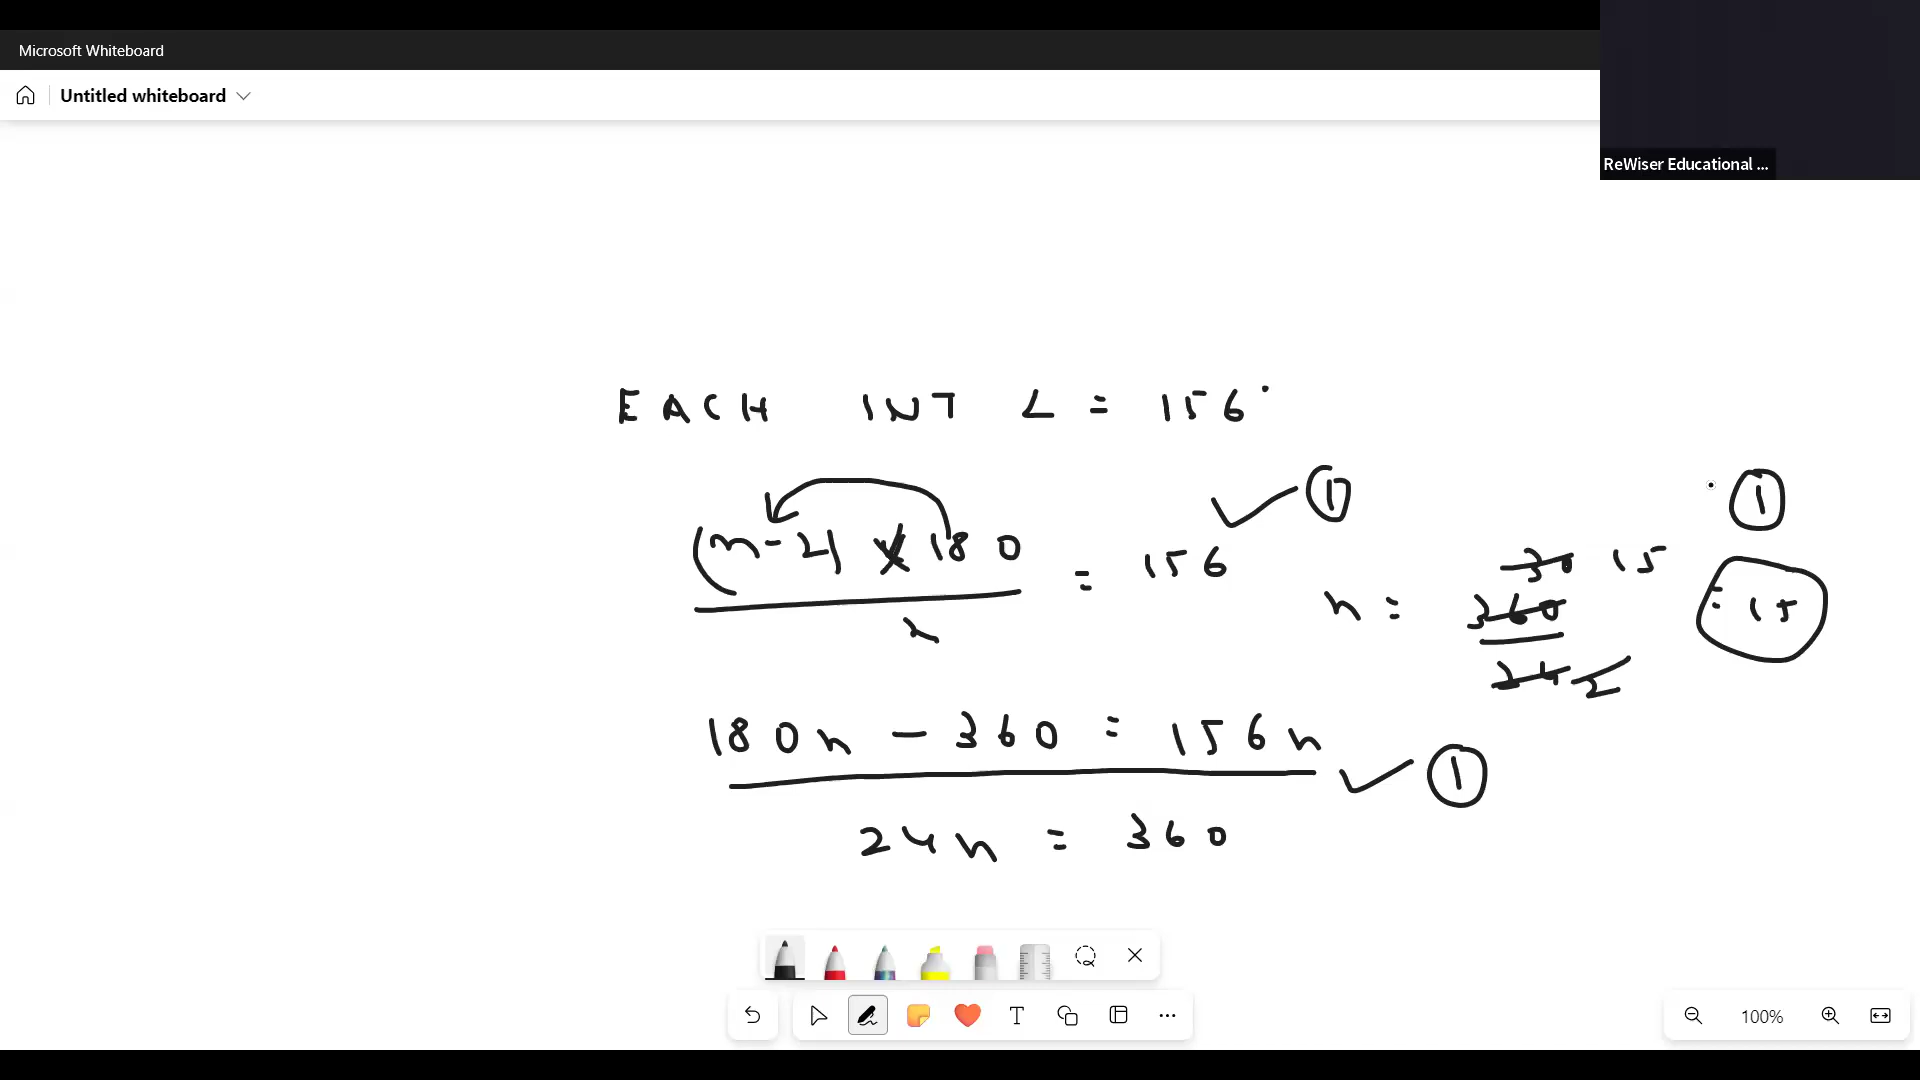 Microsoft Whiteboard
Untitled whiteboard
ReWiser Educational ...
EACH INT ∠ = 156°
(n-2) × 180 = 156 ✓ ①
n
n = 360 = 15 ①
30 15
24 2
180n - 360 = 156n ✓ ①
24n = 360
100%